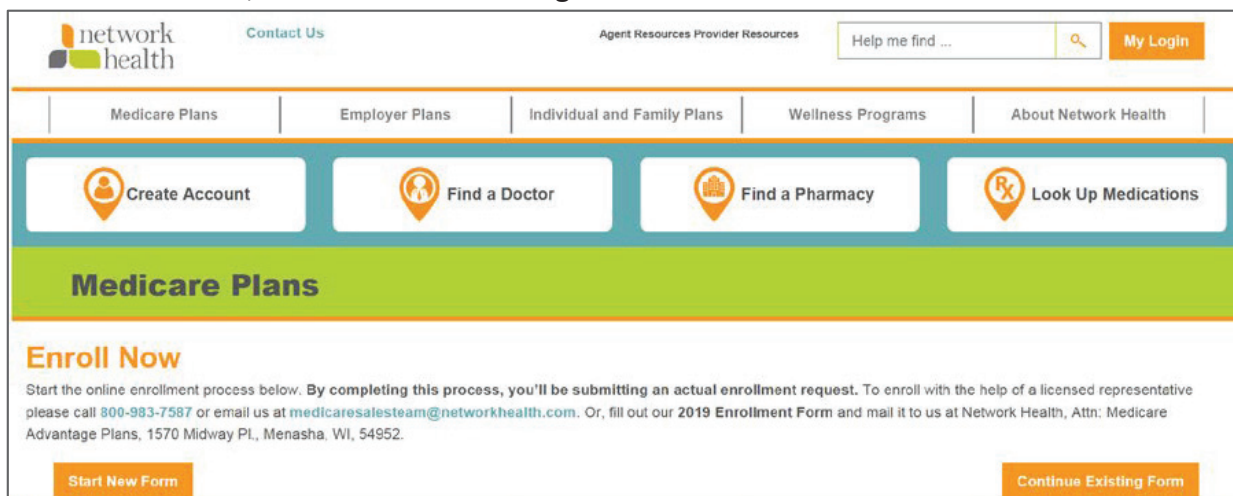 network
health
Contact Us
Agent Resources Provider Resources
Help me find ...
My Login
Medicare Plans
Employer Plans
Individual and Family Plans
Wellness Programs
About Network Health
Create Account
Find a Doctor
Find a Pharmacy
Rx
Look Up Medications
Medicare Plans
Enroll Now
Start the online enrollment process below. By completing this process, you'll be submitting an actual enrollment request. To enroll with the help of a licensed representative
please call 800-983-7587 or email us at medicaresalesteam@networkhealth.com. Or, fill out our 2019 Enrollment Form and mail it to us at Network Health, Attn: Medicare
Advantage Plans, 1570 Midway Pl., Menasha, WI, 54952.
Start New Form
Continue Existing Form